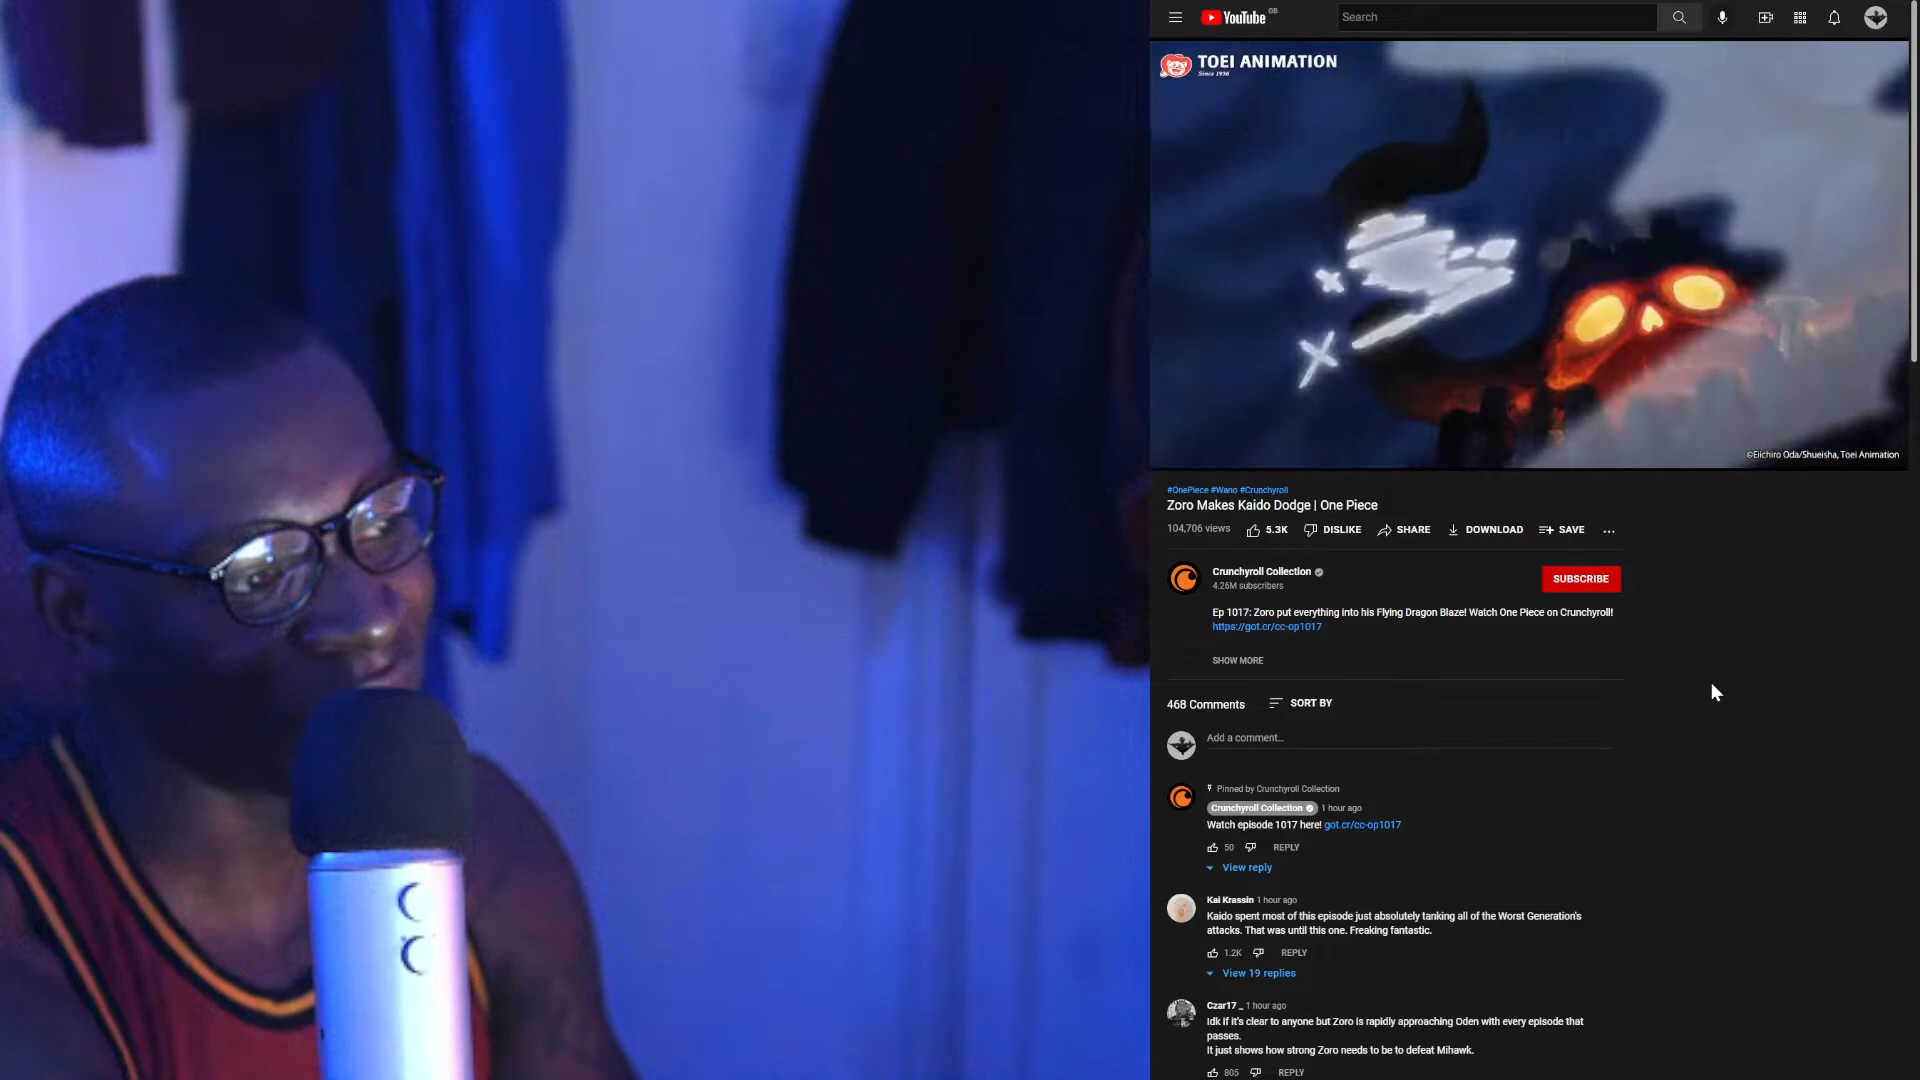 YouTube GB
Search
TOEI ANIMATION
Since 1956
©Eiichiro Oda/Shueisha, Toei Animation
#OnePiece #Wano #Crunchyroll
Zoro Makes Kaido Dodge | One Piece
104,706 views 5.3K DISLIKE SHARE DOWNLOAD SAVE ...
Crunchyroll Collection
4.26M subscribers
SUBSCRIBE
Ep 1017: Zoro put everything into his Flying Dragon Blaze! Watch One Piece on Crunchyroll!
https://got.cr/cc-op1017
SHOW MORE
468 Comments SORT BY
Add a comment...
Pinned by Crunchyroll Collection
Crunchyroll Collection 1 hour ago
Watch episode 1017 here! got.cr/cc-op1017
50 REPLY
View reply
Kai Krassin 1 hour ago
Kaido spent most of this episode just absolutely tanking all of the Worst Generation's
attacks. That was until this one. Freaking fantastic.
1.2K REPLY
View 19 replies
Czar17 _ 1 hour ago
Idk if it's clear to anyone but Zoro is rapidly approaching Oden with every episode that
passes.
It just shows how strong Zoro needs to be to defeat Mihawk.
805 REPLY